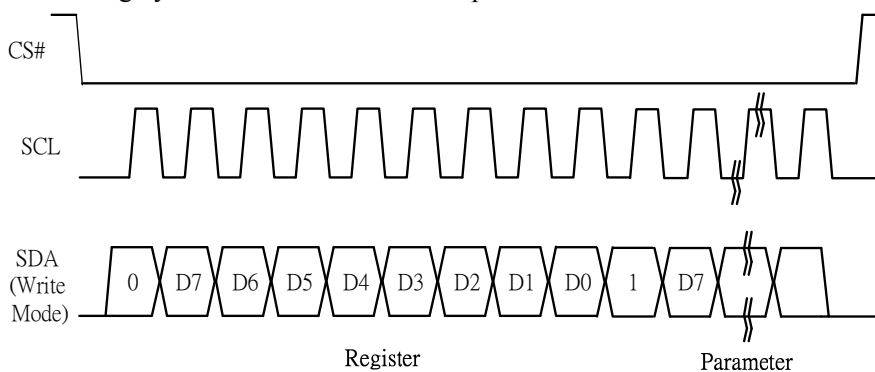 CS#
SCL
SDA
(Write
Mode)
0 D7 D6 D5 D4 D3 D2 D1 D0 1 D7
Register Parameter